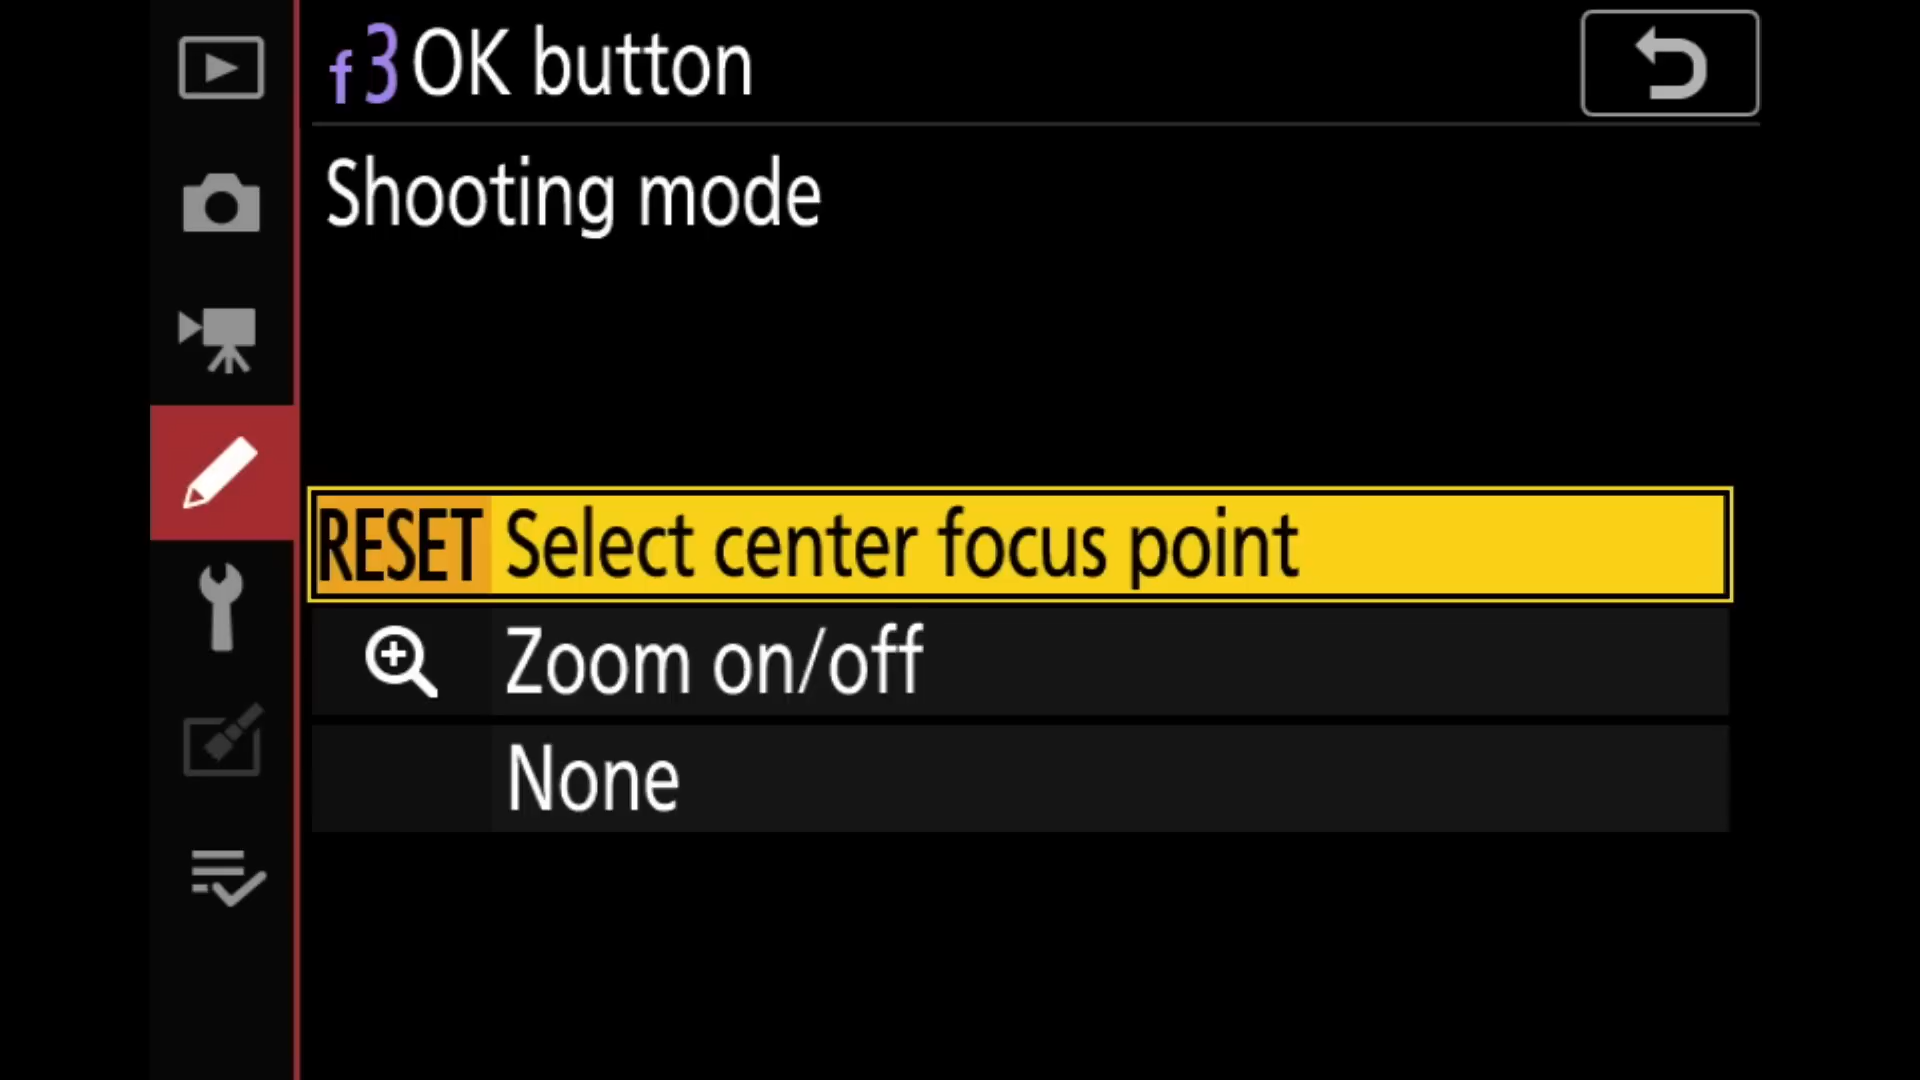 f3 OK button
Shooting mode
RESET Select center focus point
Zoom on/off
None